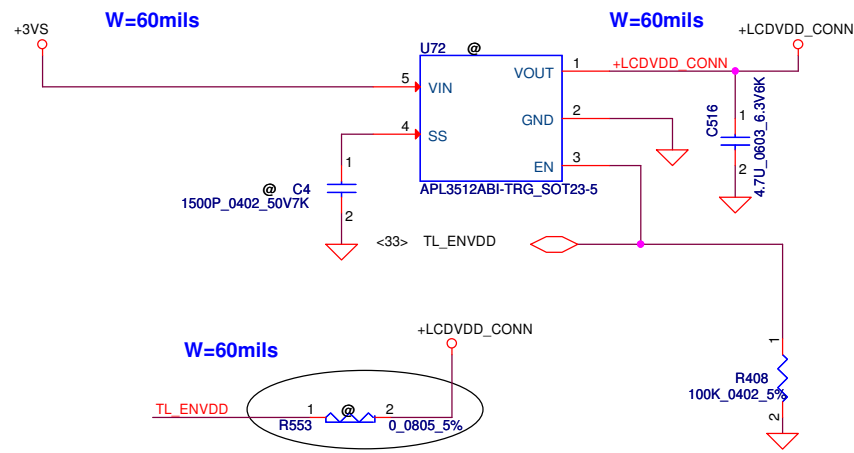 W=60mils
W=60mils
+3VS
+LCDVDD_CONN
U72 @
5 VIN
VOUT 1 +LCDVDD_CONN
4 SS
GND 2
EN 3
APL3512ABI-TRG_SOT23-5
1
@ C4
1500P_0402_50V7K
2
C516
1
2
4.7U_0603_6.3V6K
<33> TL_ENVDD
W=60mils
+LCDVDD_CONN
TL_ENVDD 1 @ 2
R553 0_0805_5%
1
R408
100K_0402_5%
2